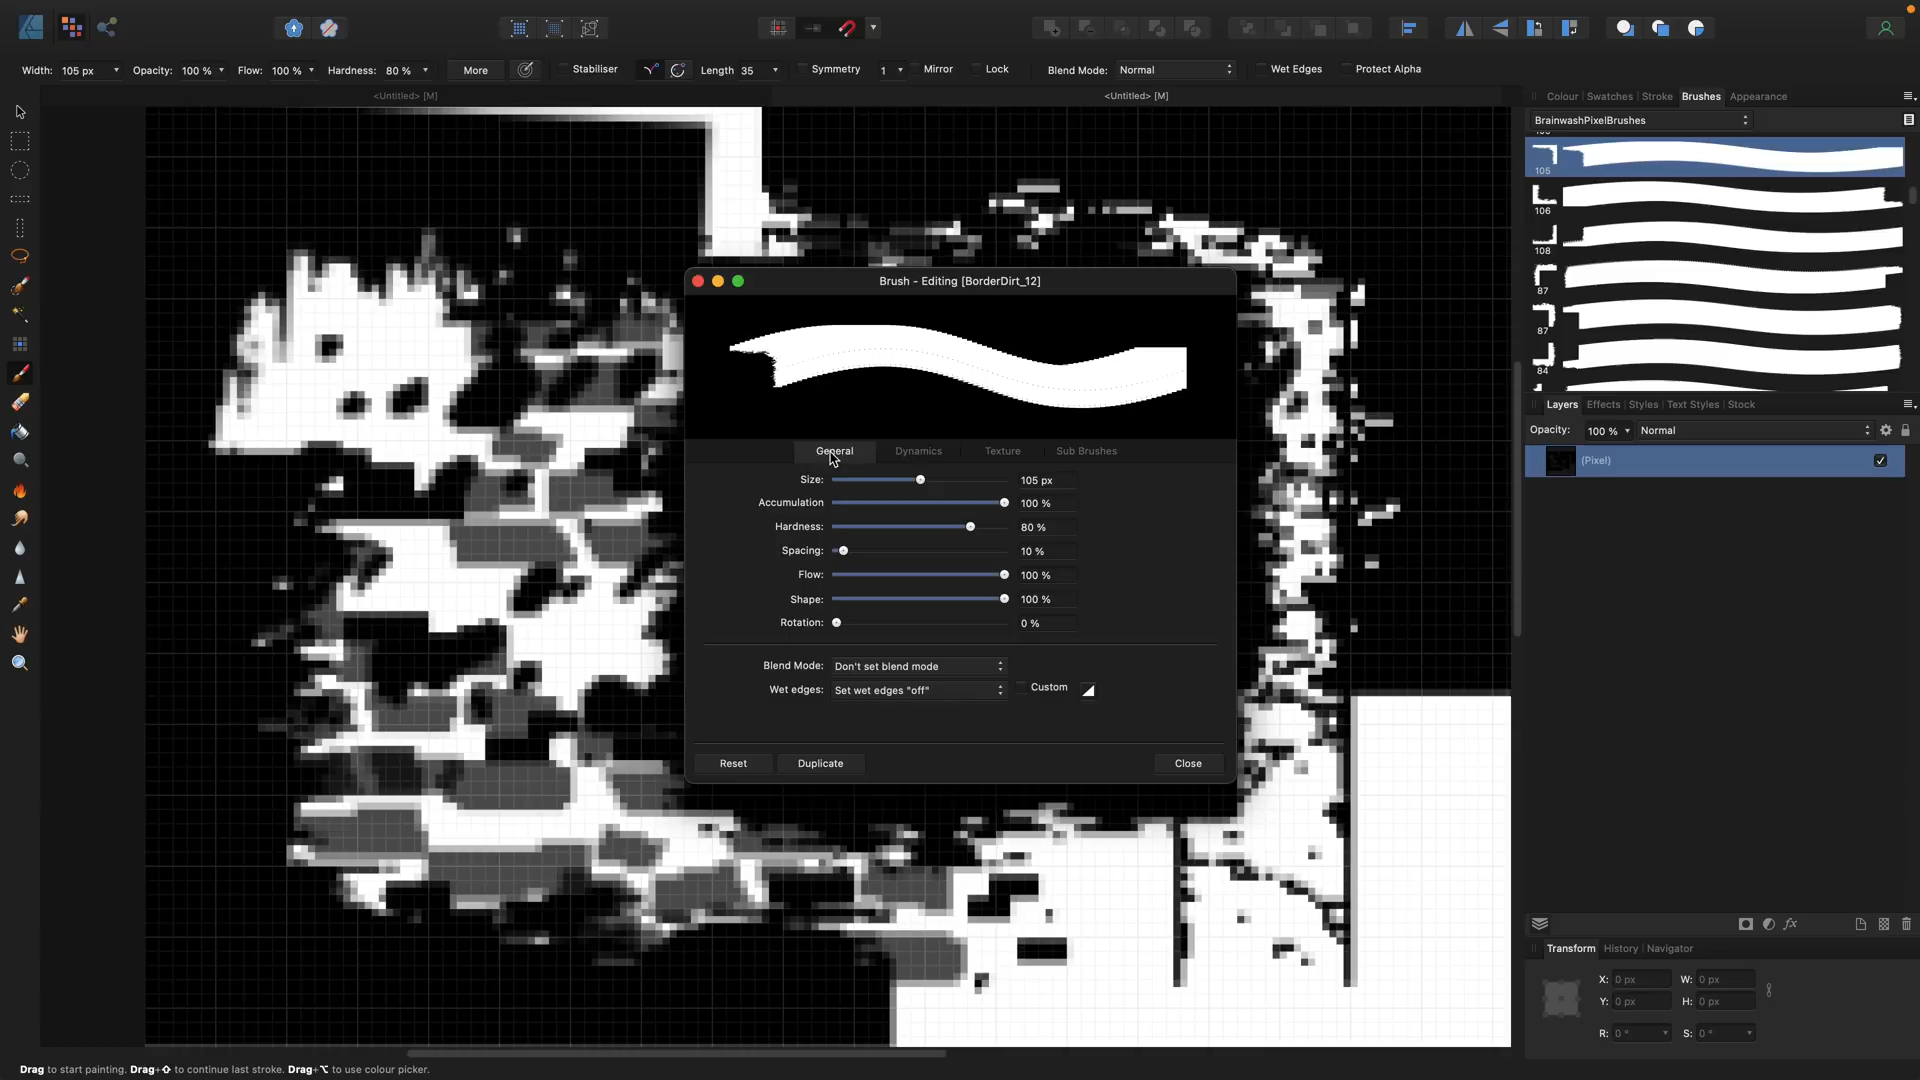 Width: 105 px Opacity: 100 % Flow: 100 % Hardness: 80 % More Stabiliser Length 35 Symmetry 1 Mirror Lock Blend Mode: Normal Wet Edges Protect Alpha
<Untitled> [M] <Untitled> [M]
Colour Swatches Stroke Brushes Appearance
BrainwashPixelBrushes
105
106
108
87
87
84
Brush - Editing [BorderDirt_12]
General Dynamics Texture Sub Brushes
Size: 105 px
Accumulation 100 %
Hardness: 80 %
Spacing: 10 %
Flow: 100 %
Shape: 100 %
Rotation: 0 %
Blend Mode: Don't set blend mode
Wet edges: Set wet edges "off" Custom
Reset Duplicate Close
Layers Effects Styles Text Styles Stock
Opacity: 100 % Normal
(Pixel)
Transform History Navigator
X: 0 px W: 0 px
Y: 0 px H: 0 px
R: 0 ° S: 0 °
Drag to start painting. Drag+⇧ to continue last stroke. Drag+⌥ to use colour picker.